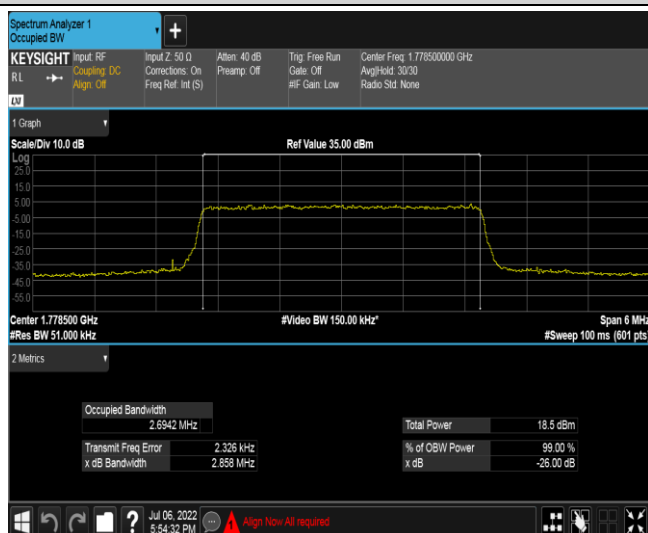 Spectrum Analyzer 1
Occupied BW
+
KEYSIGHT Input: RF Input Z: 50 Ω Atten: 40 dB Trig: Free Run Center Freq: 1.778500000 GHz
RL Coupling: DC Corrections: On Preamp: Off Gate: Off Avg|Hold: 30/30
Align: Off Freq Ref: Int (S) #IF Gain: Low Radio Std: None
LXI
1 Graph
Scale/Div 10.0 dB Ref Value 35.00 dBm
Log
25.0
15.0
5.00
-5.00
-15.0
-25.0
-35.0
-45.0
-55.0
Center 1.778500 GHz #Video BW 150.00 kHz* Span 6 MHz
#Res BW 51.000 kHz #Sweep 100 ms (601 pts)
2 Metrics
Occupied Bandwidth
2.6942 MHz Total Power 18.5 dBm
Transmit Freq Error 2.326 kHz % of OBW Power 99.00 %
x dB Bandwidth 2.858 MHz x dB -26.00 dB
? Jul 06, 2022
5:54:32 PM
Align Now All required